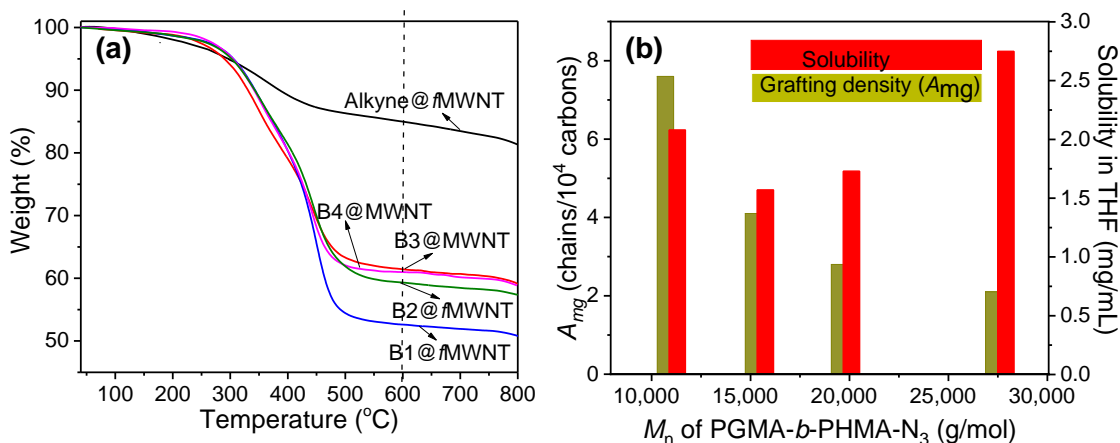 (a)
100
90
80
70
60
50
Weight (%)
Alkyne@fMWNT
B4@MWNT
B3@MWNT
B2@fMWNT
B1@fMWNT
100 200 300 400 500 600 700 800
Temperature (°C)
(b)
8
6
4
2
0
Amg (chains/10⁴ carbons)
Solubility
Grafting density (Amg)
3.0
2.5
2.0
1.5
1.0
0.5
0.0
Solubility in THF (mg/mL)
10,000 15,000 20,000 25,000 30,000
Mn of PGMA-b-PHMA-N₃ (g/mol)